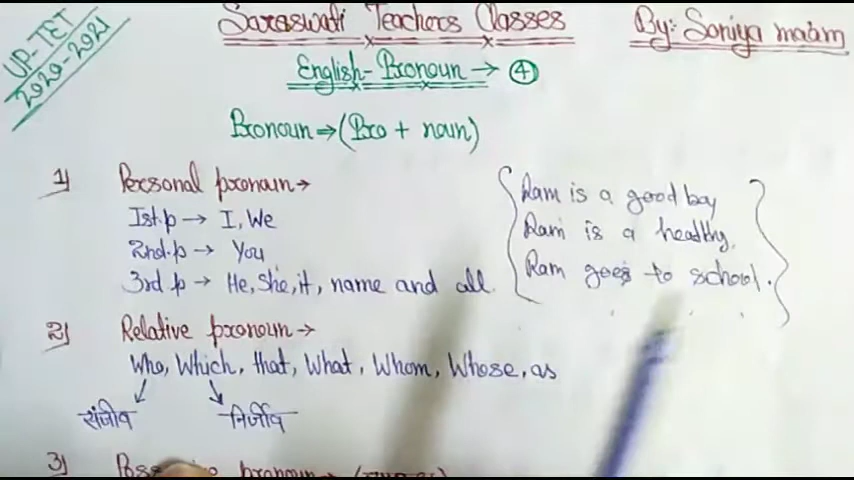 Saraswati Teachers Classes
By: Soniya maam
UP-TET
2020-2021
English-Pronoun → 4
Pronoun ⇒ (Pro + noun)
1) Personal pronoun →
Ist.p → I, We
2nd.p → You
3rd.p → He, She, it, name and all.
Ram is a good boy
Ram is a healthy.
Ram goes to school.
2) Relative pronoun →
Who, Which, that, What, Whom, Whose, as
संजीव
निर्जीव
3) pronoun